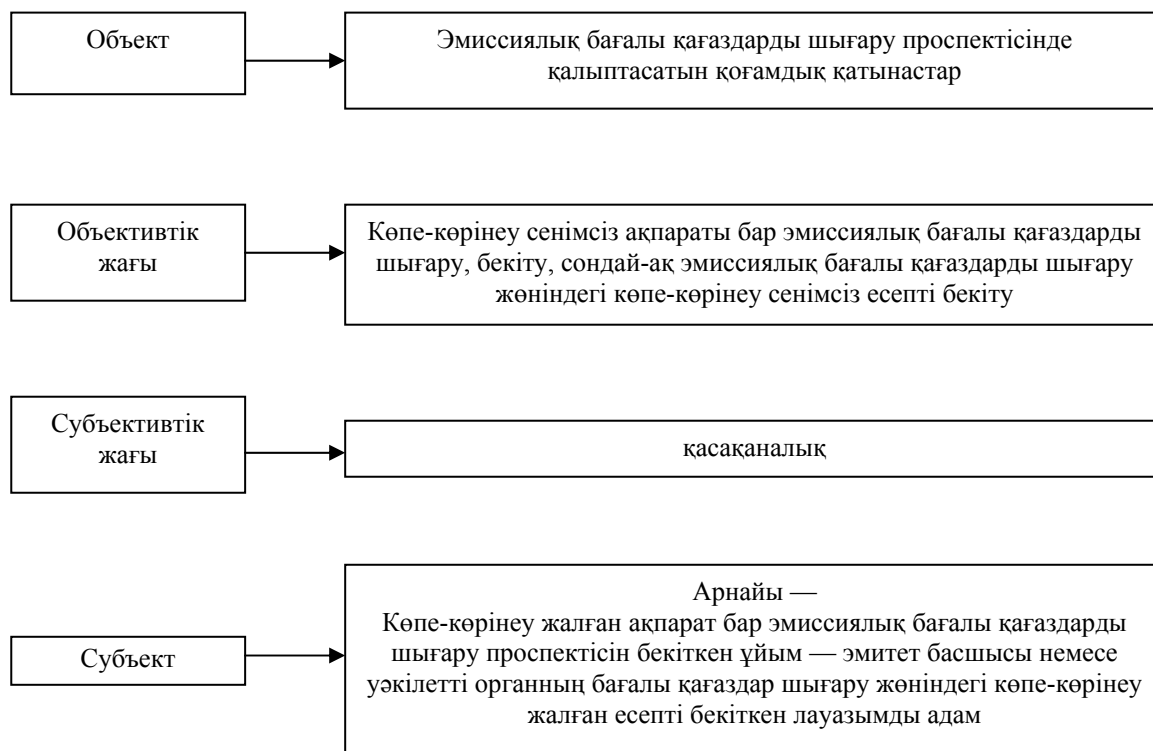 Объект
Эмиссиялық бағалы қағаздарды шығару проспектісінде
қалыптасатын қоғамдық қатынастар
Объективтік
жағы
Көпе-көрінеу сенімсіз ақпараты бар эмиссиялық бағалы қағаздарды
шығару, бекіту, сондай-ақ эмиссиялық бағалы қағаздарды шығару
жөніндегі көпе-көрінеу сенімсіз есепті бекіту
Субъективтік
жағы
қасақаналық
Субъект
Арнайы —
Көпе-көрінеу жалған ақпарат бар эмиссиялық бағалы қағаздарды
шығару проспектісін бекіткен ұйым — эмитет басшысы немесе
уәкілетті органның бағалы қағаздар шығару жөніндегі көпе-көрінеу
жалған есепті бекіткен лауазымды адам